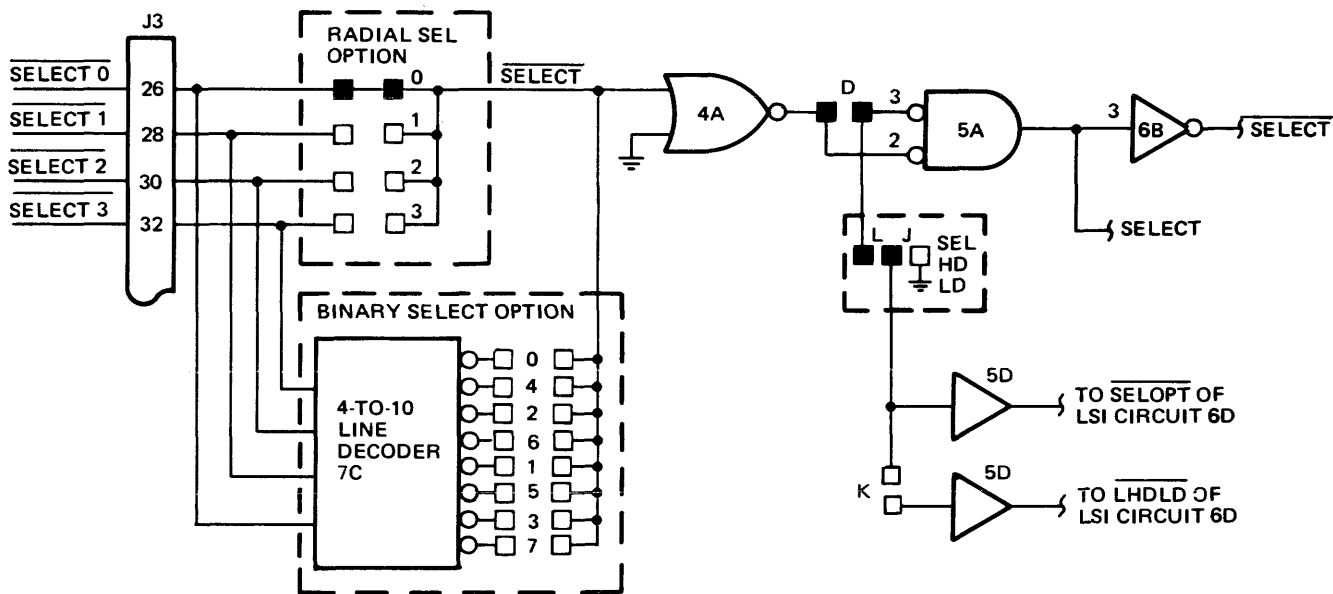 J3
RADIAL SEL
OPTION
SELECT 0
26
0
SELECT
4A
D
3
2
5A
3
6B
SELECT
SELECT 1
28
1
SELECT 2
30
2
SELECT 3
32
3
SELECT
L J SEL
HD
LD
BINARY SELECT OPTION
4-TO-10
LINE
DECODER
7C
0
4
2
6
1
5
3
7
5D
TO SELOPT OF
LSI CIRCUIT 6D
K
5D
TO LHDLD OF
LSI CIRCUIT 6D